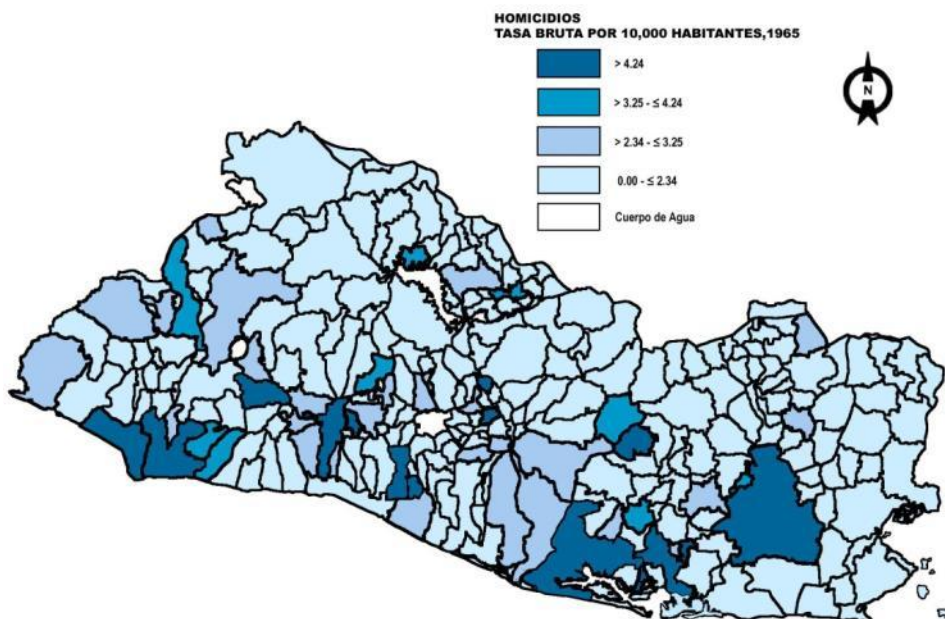 HOMICIDIOS
TASA BRUTA POR 10,000 HABITANTES,1965
> 4.24
> 3.25 - ≤ 4.24
> 2.34 - ≤ 3.25
0.00 - ≤ 2.34
Cuerpo de Agua
N